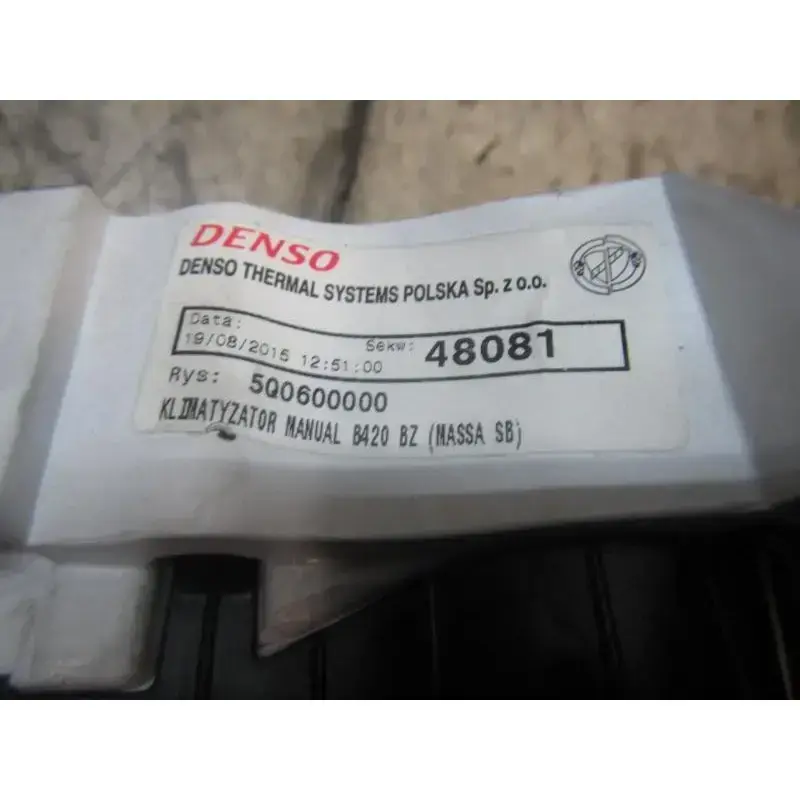 DENSO
DENSO THERMAL SYSTEMS POLSKA Sp. z o.o.
Data:
19/08/2015 12:51:00 Sekw: 48081
Rys: 5Q0600000
KLIMATYZATOR MANUAL B420 BZ (MASSA SB)